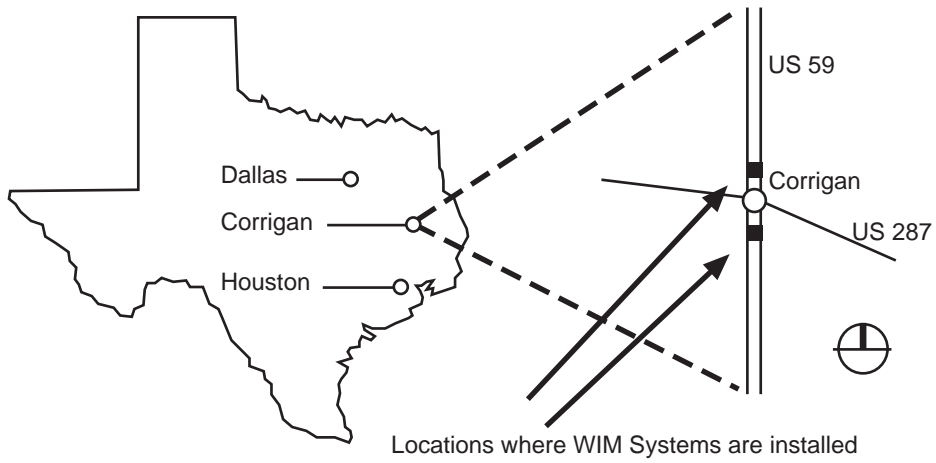 US 59
Dallas
Corrigan
Corrigan
US 287
Houston
Locations where WIM Systems are installed